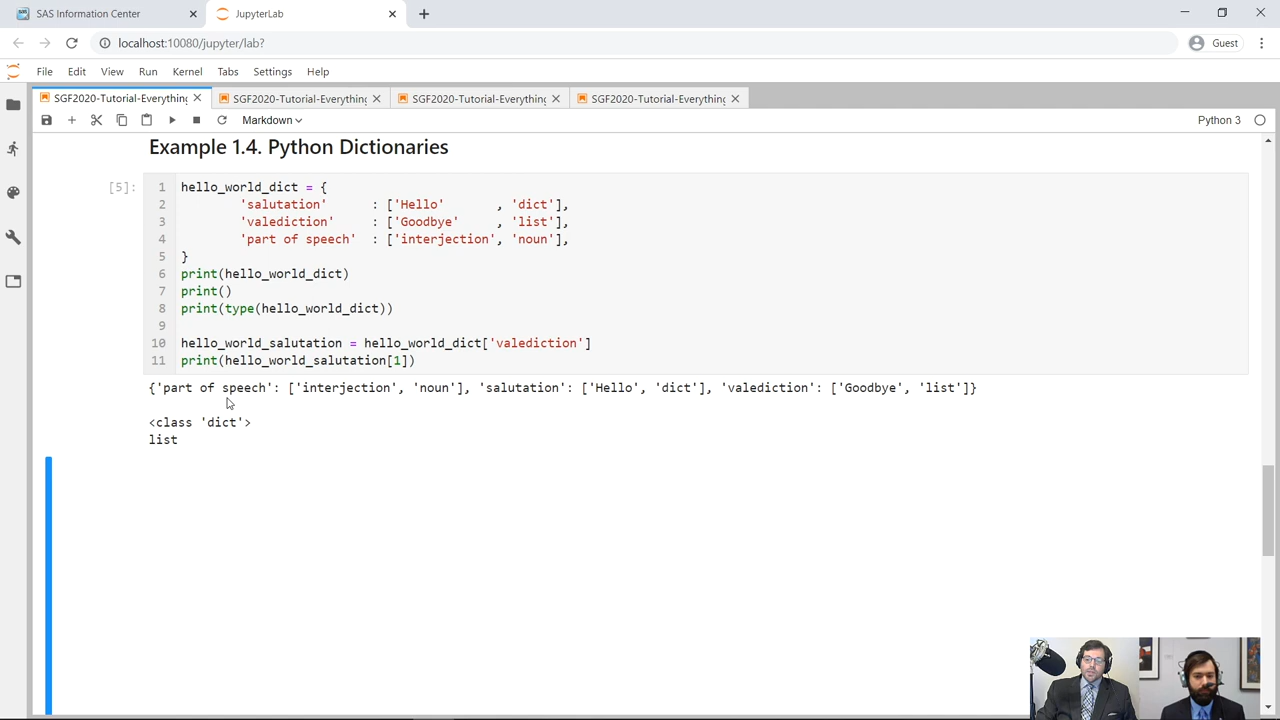 SAS Information Center
JupyterLab
localhost:10080/jupyter/lab?
Guest
File Edit View Run Kernel Tabs Settings Help
SGF2020-Tutorial-Everything SGF2020-Tutorial-Everything SGF2020-Tutorial-Everything SGF2020-Tutorial-Everything
Markdown
Python 3
Example 1.4. Python Dictionaries
[5]:
1 hello_world_dict = {
2 'salutation' : ['Hello' , 'dict'],
3 'valediction' : ['Goodbye' , 'list'],
4 'part of speech' : ['interjection', 'noun'],
5 }
6 print(hello_world_dict)
7 print()
8 print(type(hello_world_dict))
9
10 hello_world_salutation = hello_world_dict['valediction']
11 print(hello_world_salutation[1])
{'part of speech': ['interjection', 'noun'], 'salutation': ['Hello', 'dict'], 'valediction': ['Goodbye', 'list']}
<class 'dict'>
list